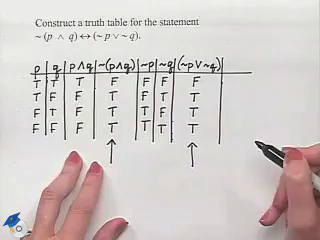 Construct a truth table for the statement
~(p ∧ q) ↔ (~p ∨ ~q).
p | q | p∧q | ~(p∧q) | ~p | ~q | (~p∨~q) |
T | T | T | F | F | F | F
T | F | F | T | F | T | T
F | T | F | T | T | F | T
F | F | F | T | T | T | T